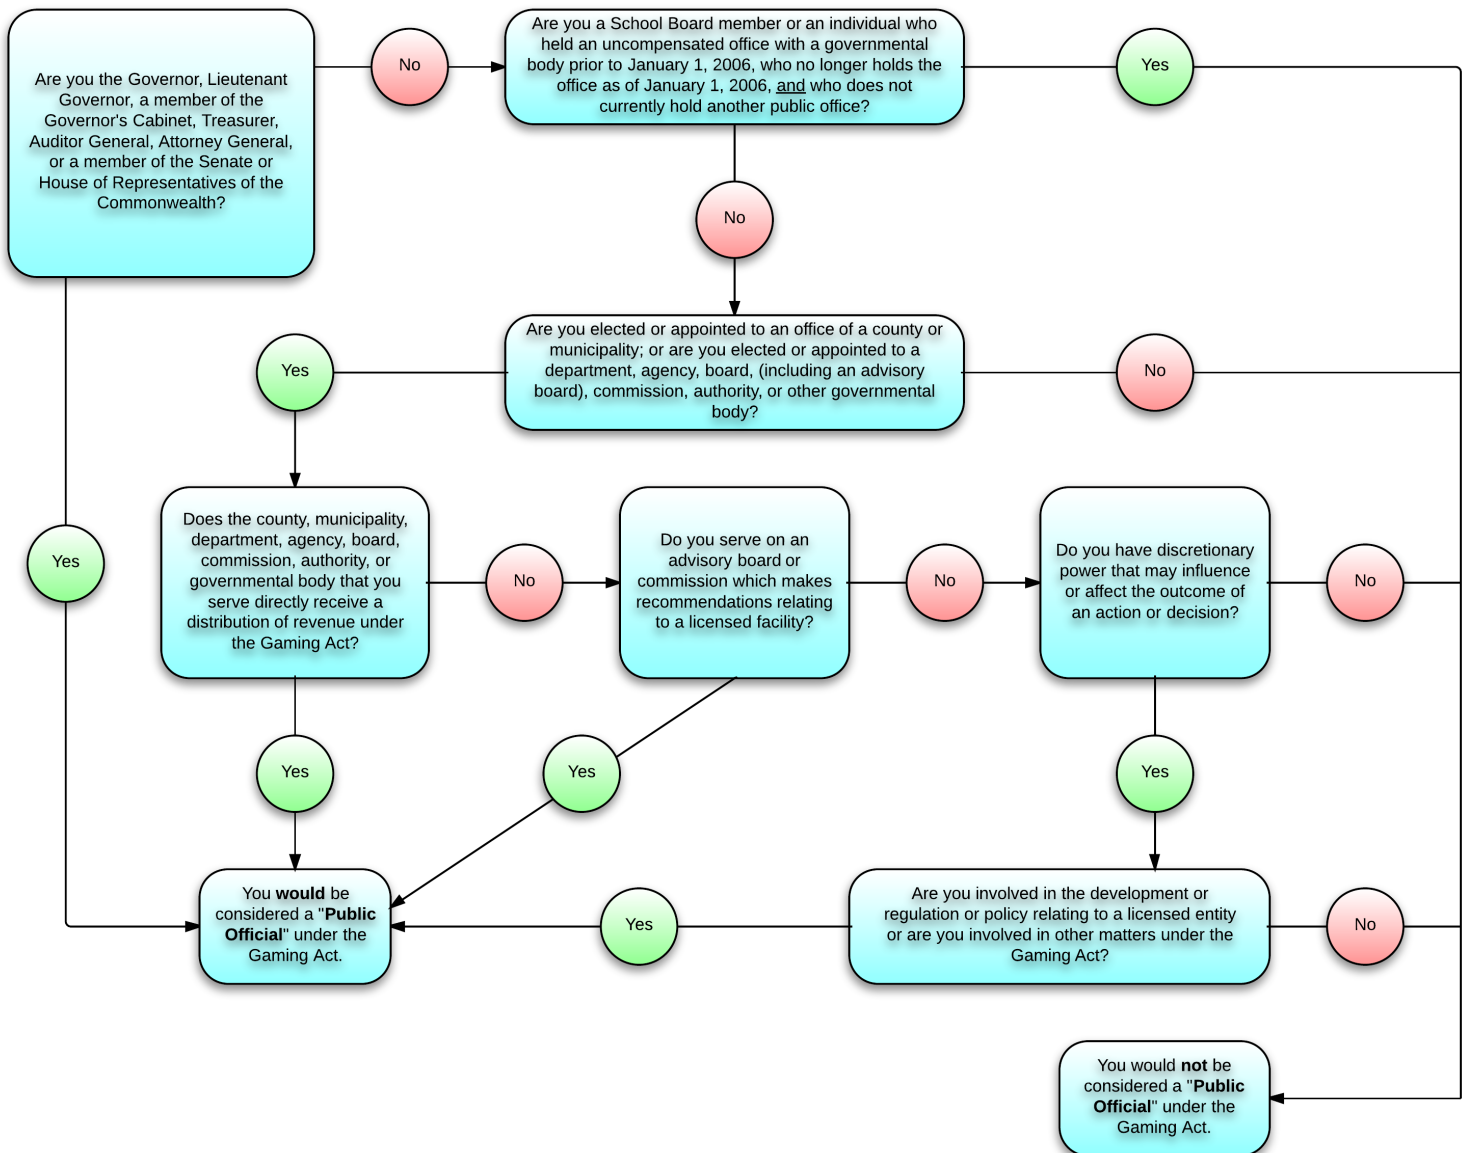 Are you the Governor, Lieutenant
Governor, a member of the
Governor's Cabinet, Treasurer,
Auditor General, Attorney General,
or a member of the Senate or
House of Representatives of the
Commonwealth?
No
Are you a School Board member or an individual who
held an uncompensated office with a governmental
body prior to January 1, 2006, who no longer holds the
office as of January 1, 2006, and who does not
currently hold another public office?
Yes
No
Yes
Are you elected or appointed to an office of a county or
municipality; or are you elected or appointed to a
department, agency, board, (including an advisory
board), commission, authority, or other governmental
body?
No
Yes
Does the county, municipality,
department, agency, board,
commission, authority, or
governmental body that you
serve directly receive a
distribution of revenue under
the Gaming Act?
No
Do you serve on an
advisory board or
commission which makes
recommendations relating
to a licensed facility?
No
Do you have discretionary
power that may influence
or affect the outcome of
an action or decision?
No
Yes
Yes
Yes
You would be
considered a "Public
Official" under the
Gaming Act.
Yes
Are you involved in the development or
regulation or policy relating to a licensed entity
or are you involved in other matters under the
Gaming Act?
No
You would not be
considered a "Public
Official" under the
Gaming Act.